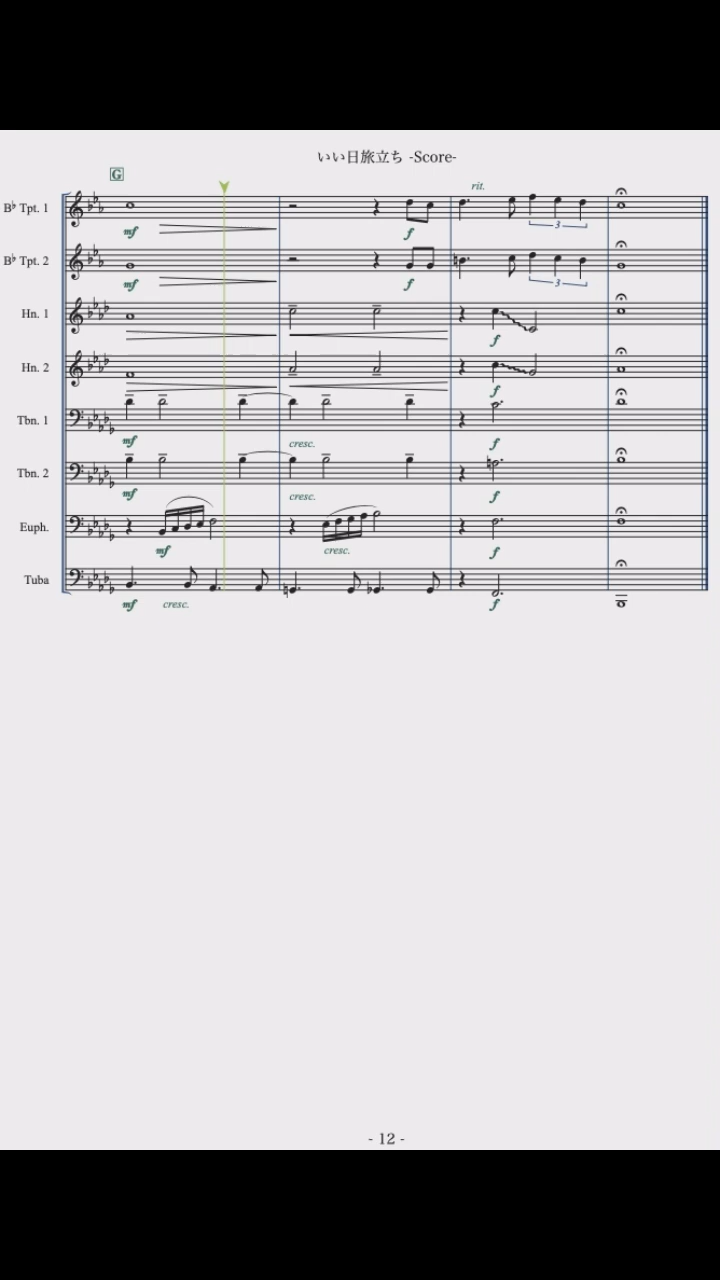 いい日旅立ち -Score-
G
rit.
B♭ Tpt. 1
mf
f
3
B♭ Tpt. 2
mf
f
3
Hn. 1
f
Hn. 2
f
Tbn. 1
mf
cresc.
f
Tbn. 2
mf
cresc.
f
Euph.
mf
cresc.
f
Tuba
mf
cresc.
f
- 12 -